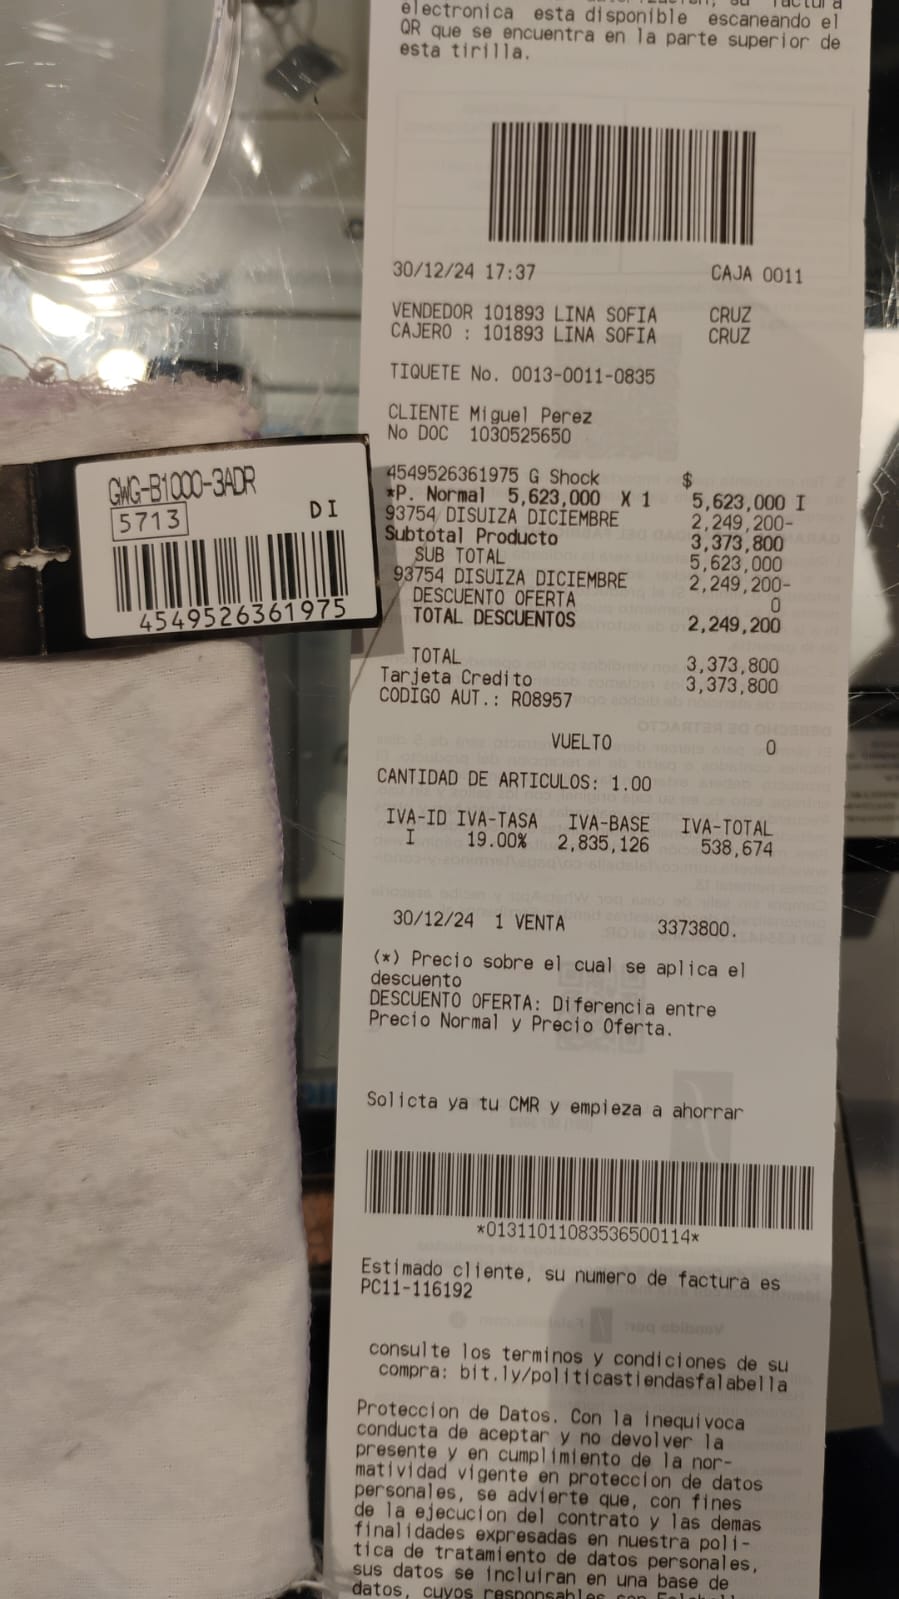 electronica esta disponible escaneando el
QR que se encuentra en la parte superior de
esta tirilla.
30/12/24 17:37 CAJA 0011
VENDEDOR 101893 LINA SOFIA CRUZ
CAJERO : 101893 LINA SOFIA CRUZ
TIQUETE No. 0013-0011-0835
CLIENTE Miguel Perez
No DOC 1030525650
4549526361975 G Shock $
*P. Normal 5,623,000 X 1 5,623,000 I
93754 DISUIZA DICIEMBRE 2,249,200-
Subtotal Producto 3,373,800
SUB TOTAL 5,623,000
93754 DISUIZA DICIEMBRE 2,249,200-
DESCUENTO OFERTA 0
TOTAL DESCUENTOS 2,249,200
TOTAL 3,373,800
Tarjeta Credito 3,373,800
CODIGO AUT.: R08957
VUELTO 0
CANTIDAD DE ARTICULOS: 1.00
IVA-ID IVA-TASA IVA-BASE IVA-TOTAL
I 19.00% 2,835,126 538,674
30/12/24 1 VENTA 3373800.
(*) Precio sobre el cual se aplica el
descuento
DESCUENTO OFERTA: Diferencia entre
Precio Normal y Precio Oferta.
Solicta ya tu CMR y empieza a ahorrar
*01311011083536500114*
Estimado cliente, su numero de factura es
PC11-116192
consulte los terminos y condiciones de su
compra: bit.ly/politicastiendasfalabella
Proteccion de Datos. Con la inequivoca
conducta de aceptar y no devolver la
presente y en cumplimiento de la nor-
matividad vigente en proteccion de datos
personales, se advierte que, con fines
de la ejecucion del contrato y las demas
finalidades expresadas en nuestra poli-
tica de tratamiento de datos personales,
sus datos se incluiran en una base de
datos, cuyos responsables son
GWG-B1000-3ADR
5713 DI
4549526361975